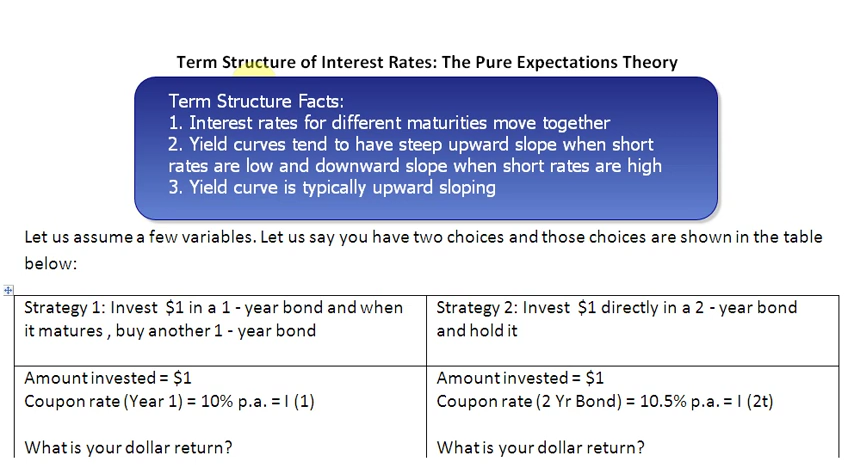 Term Structure of Interest Rates: The Pure Expectations Theory
Term Structure Facts:
1. Interest rates for different maturities move together
2. Yield curves tend to have steep upward slope when short
rates are low and downward slope when short rates are high
3. Yield curve is typically upward sloping
Let us assume a few variables. Let us say you have two choices and those choices are shown in the table
below:
Strategy 1: Invest $1 in a 1 - year bond and when
it matures , buy another 1 - year bond
Strategy 2: Invest $1 directly in a 2 - year bond
and hold it
Amount invested = $1
Coupon rate (Year 1) = 10% p.a. = I (1)
What is your dollar return?
Amount invested = $1
Coupon rate (2 Yr Bond) = 10.5% p.a. = I (2t)
What is your dollar return?